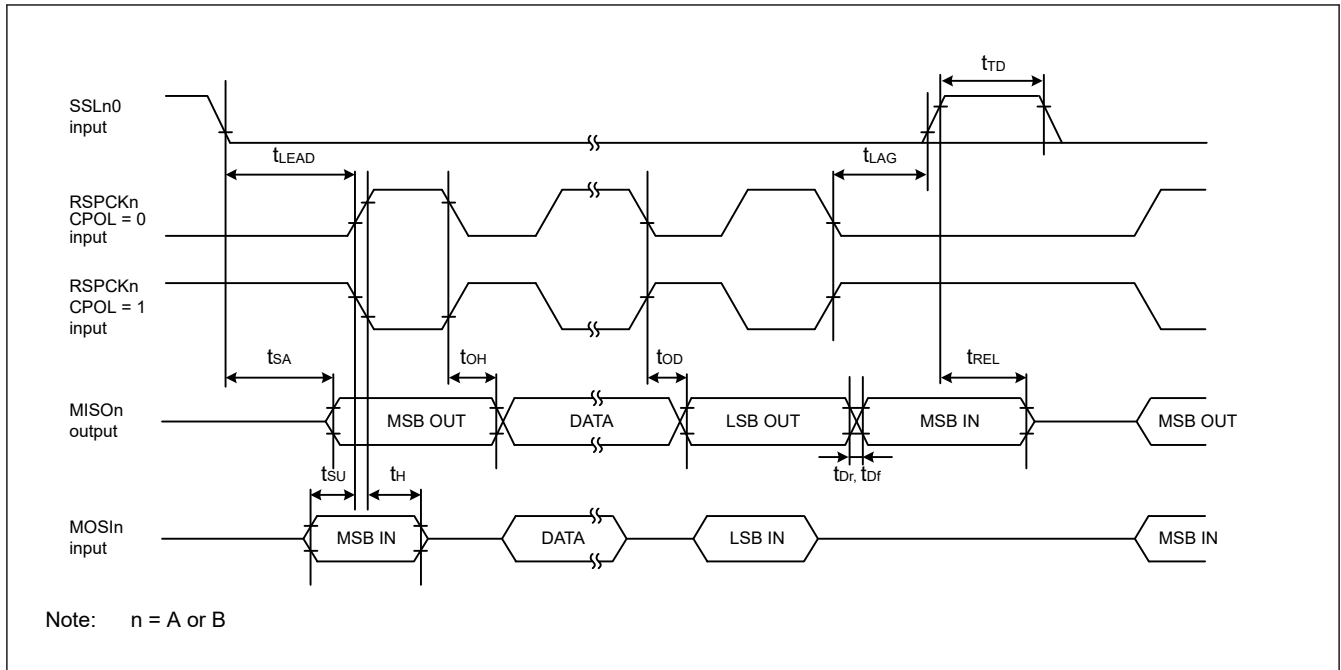 tTD
SSLn0
input
tLEAD
tLAG
RSPCKn
CPOL = 0
input
RSPCKn
CPOL = 1
input
tSA
tOH
tOD
tREL
MISOn
output
MSB OUT
DATA
LSB OUT
MSB IN
MSB OUT
tSU
tH
tDr, tDf
MOSIn
input
MSB IN
DATA
LSB IN
MSB IN
Note: n = A or B